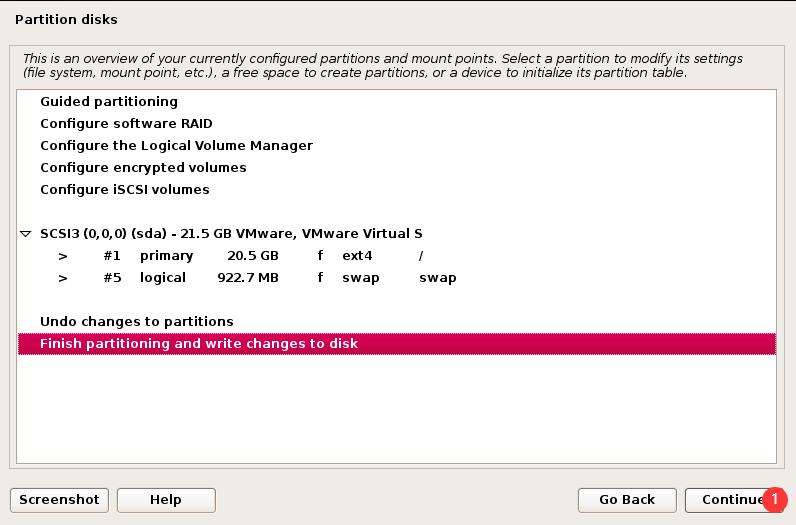 Partition disks
This is an overview of your currently configured partitions and mount points. Select a partition to modify its settings
(file system, mount point, etc.), a free space to create partitions, or a device to initialize its partition table.
Guided partitioning
Configure software RAID
Configure the Logical Volume Manager
Configure encrypted volumes
Configure iSCSI volumes
SCSI3 (0,0,0) (sda) - 21.5 GB VMware, VMware Virtual S
> #1 primary 20.5 GB f ext4 /
> #5 logical 922.7 MB f swap swap
Undo changes to partitions
Finish partitioning and write changes to disk
Screenshot Help Go Back Continue 1